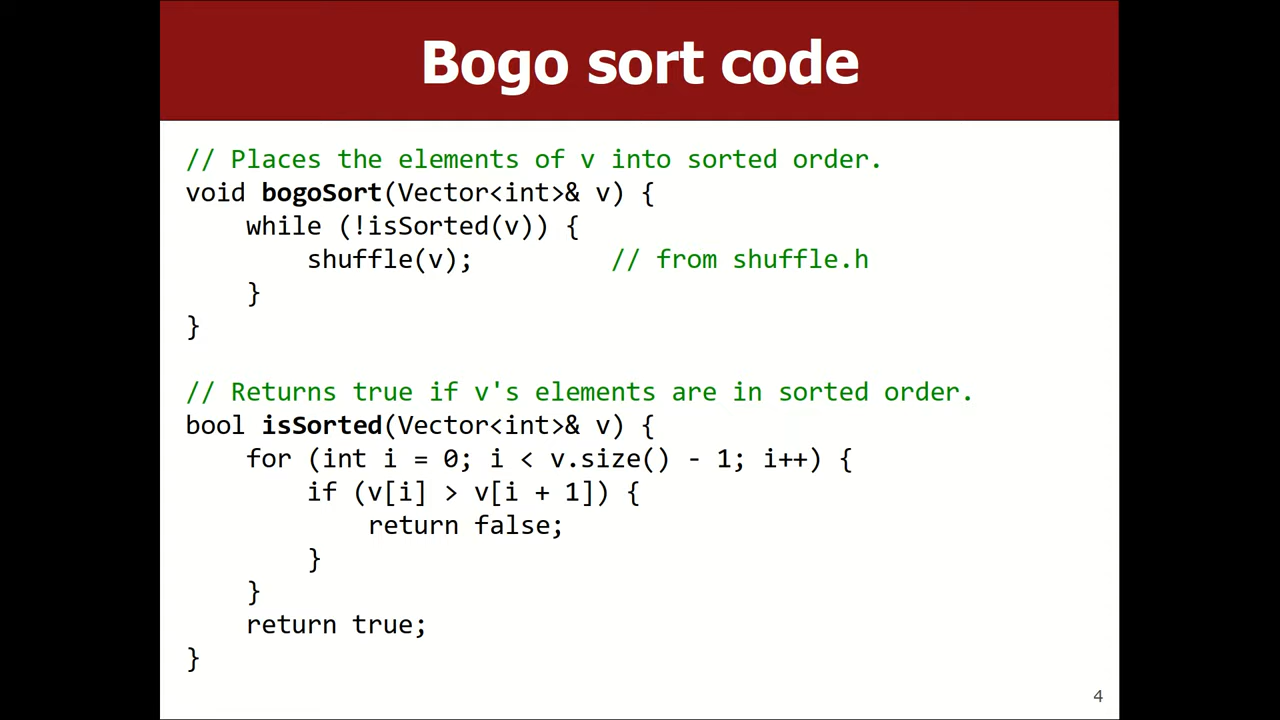 Bogo sort code
// Places the elements of v into sorted order.
void bogoSort(Vector<int>& v) {
    while (!isSorted(v)) {
        shuffle(v);         // from shuffle.h
    }
}
// Returns true if v's elements are in sorted order.
bool isSorted(Vector<int>& v) {
    for (int i = 0; i < v.size() - 1; i++) {
        if (v[i] > v[i + 1]) {
            return false;
        }
    }
    return true;
}
4